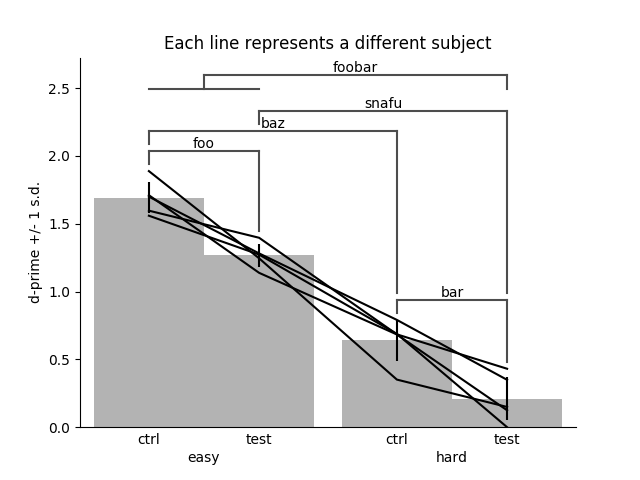 Each line represents a different subject
foobar
snafu
baz
foo
bar
d-prime +/- 1 s.d.
2.5
2.0
1.5
1.0
0.5
0.0
ctrl test ctrl test
easy hard